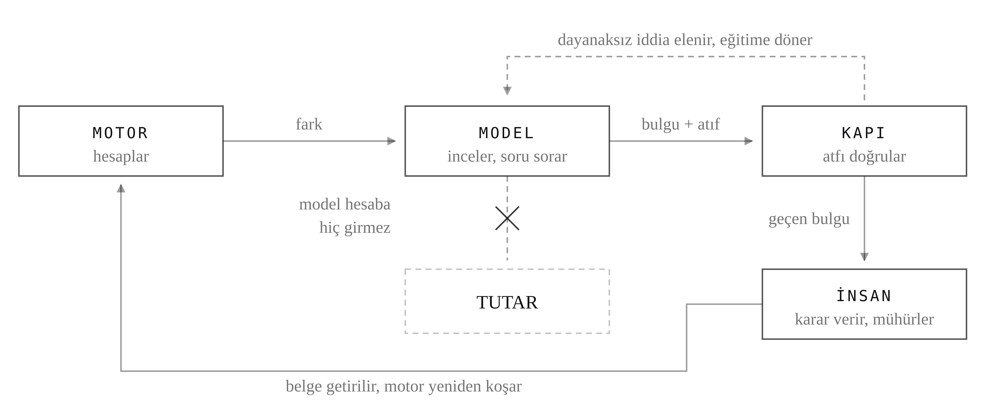 dayanaksız iddia elenir, eğitime döner
MOTOR
hesaplar
fark
MODEL
inceler, soru sorar
bulgu + atıf
KAPI
atfı doğrular
model hesaba
hiç girmez
geçen bulgu
TUTAR
İNSAN
karar verir, mühürler
belge getirilir, motor yeniden koşar